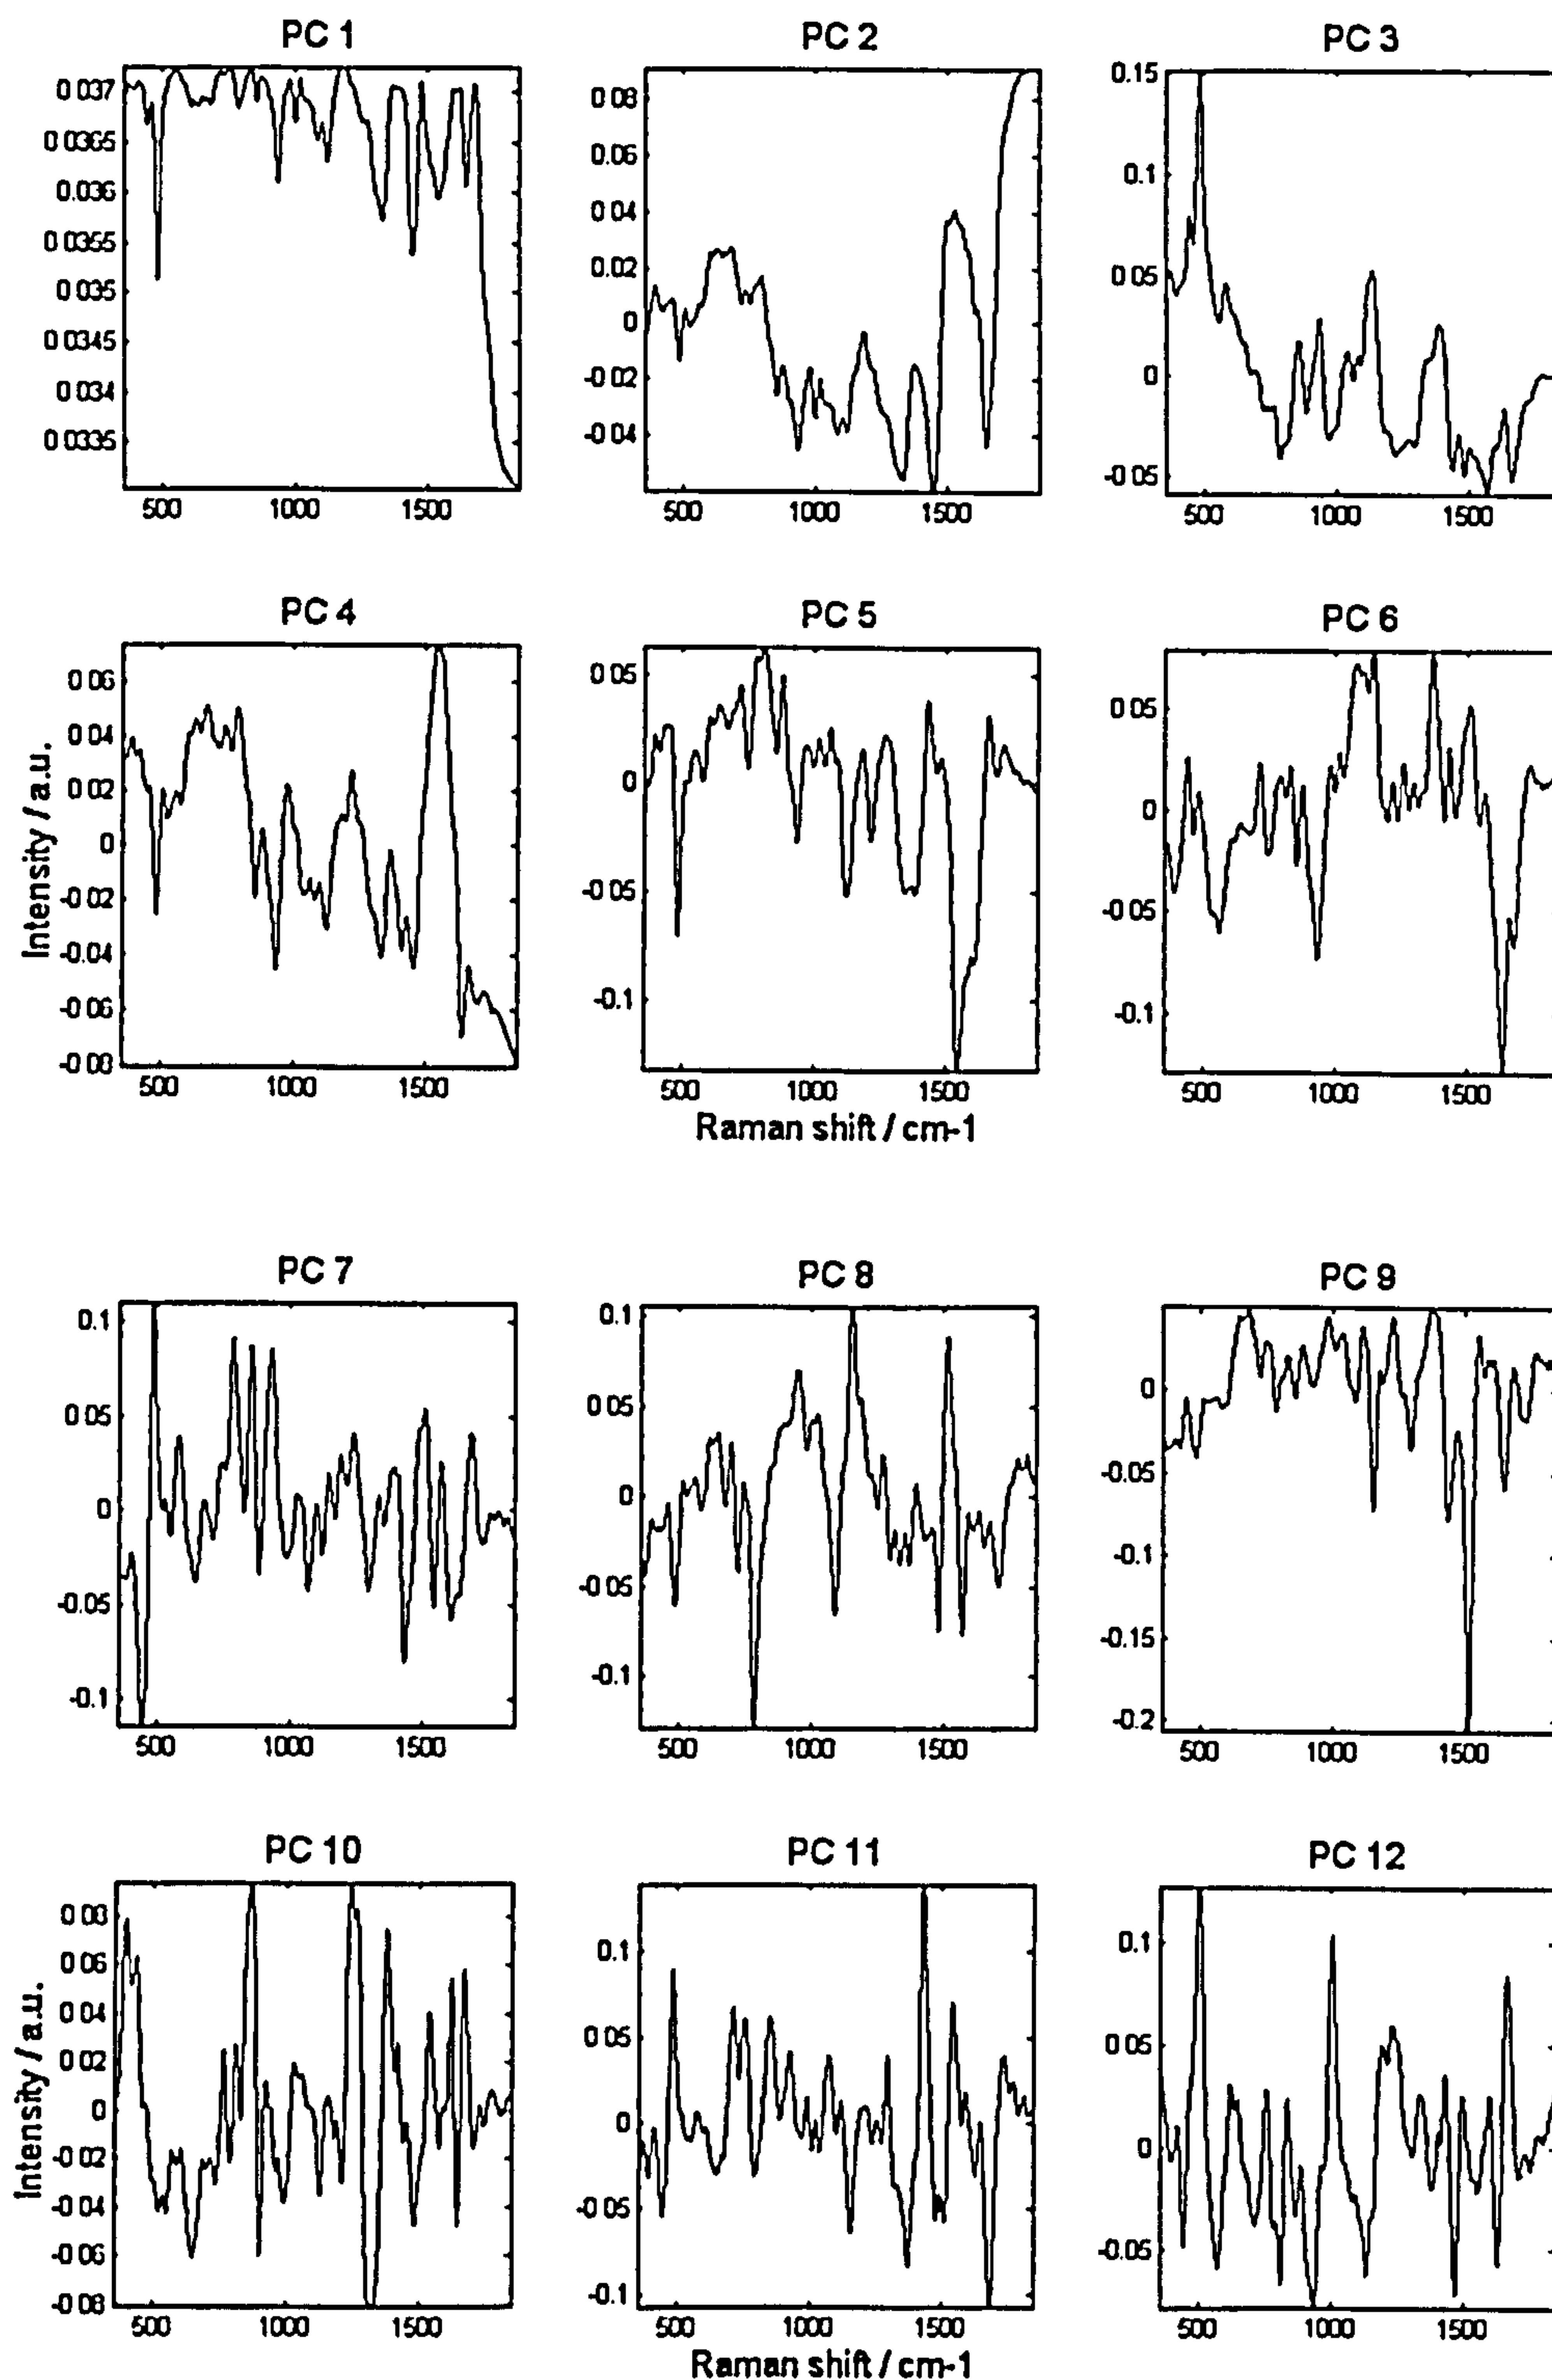 PC 1
0 037
0 0365
0 036
0 0355
0 035
0 0345
0 034
0 0335
500 1000 1500
PC 2
0 08
0 06
0 04
0 02
0
-0 02
-0 04
500 1000 1500
PC 3
0.15
0.1
0 05
0
-0 05
500 1000 1500
PC 4
Intensity / a.u.
0 06
0 04
0 02
0
-0 02
-0 04
-0 06
-0 08
500 1000 1500
PC 5
0 05
0
-0 05
-0.1
500 1000 1500
Raman shift / cm-1
PC 6
0 05
0
-0 05
-0.1
500 1000 1500
PC 7
0.1
0 05
0
-0.05
-0.1
500 1000 1500
PC 8
0.1
0 05
0
-0 05
-0.1
500 1000 1500
PC 9
0
-0.05
-0.1
-0.15
-0.2
500 1000 1500
PC 10
Intensity / a.u.
0 08
0 06
0 04
0 02
0
-0 02
-0 04
-0 06
-0 08
500 1000 1500
PC 11
0.1
0 05
0
-0.05
-0.1
500 1000 1500
Raman shift / cm-1
PC 12
0.1
0.05
0
-0.05
500 1000 1500